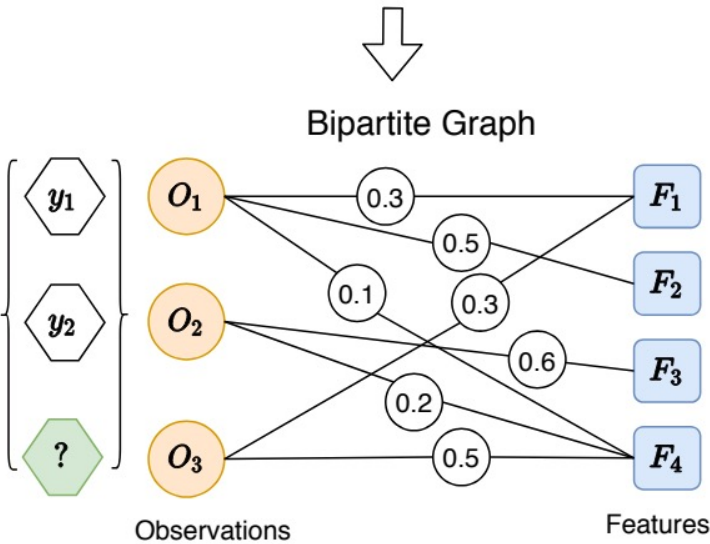 Bipartite Graph
y₁ O₁ 0.3 F₁
0.5
F₂
0.1 0.3
y₂ O₂
0.6 F₃
0.2
? O₃ 0.5 F₄
Observations Features